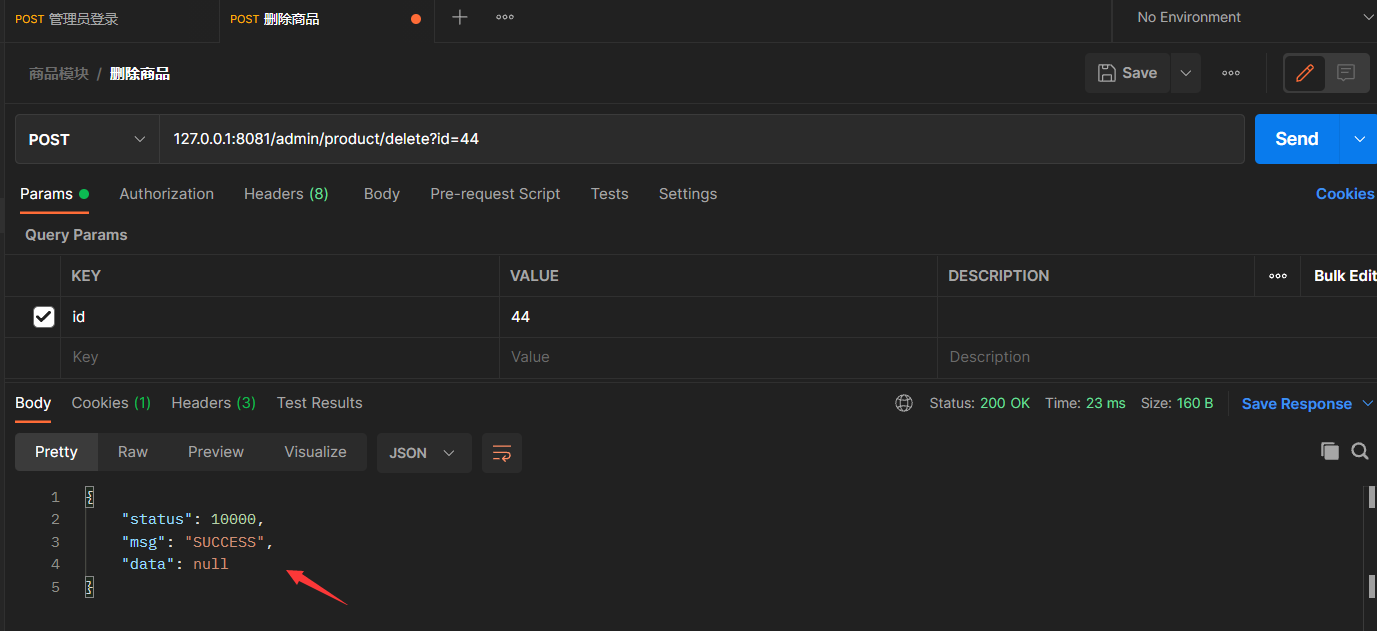 POST 管理员登录 POST 删除商品 No Environment
商品模块 / 删除商品 Save
POST 127.0.0.1:8081/admin/product/delete?id=44 Send
Params Authorization Headers (8) Body Pre-request Script Tests Settings Cookies
Query Params
KEY VALUE DESCRIPTION Bulk Edit
id 44
Key Value Description
Body Cookies (1) Headers (3) Test Results Status: 200 OK Time: 23 ms Size: 160 B Save Response
Pretty Raw Preview Visualize JSON
1 {
2 "status": 10000,
3 "msg": "SUCCESS",
4 "data": null
5 }